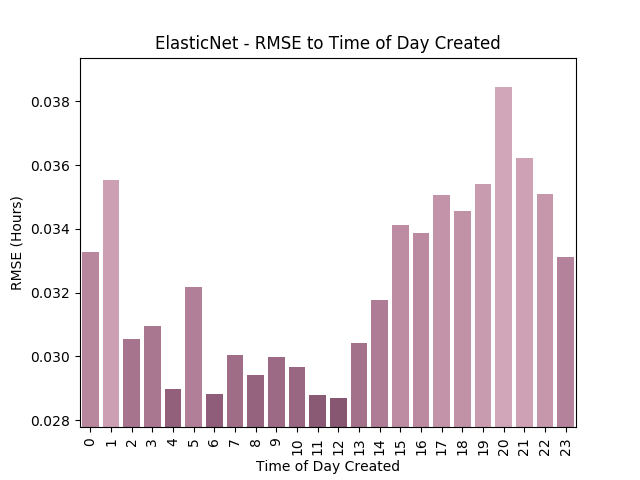 ElasticNet - RMSE to Time of Day Created
0.038
0.036
0.034
0.032
0.030
0.028
RMSE (Hours)
0 1 2 3 4 5 6 7 8 9 10 11 12 13 14 15 16 17 18 19 20 21 22 23
Time of Day Created